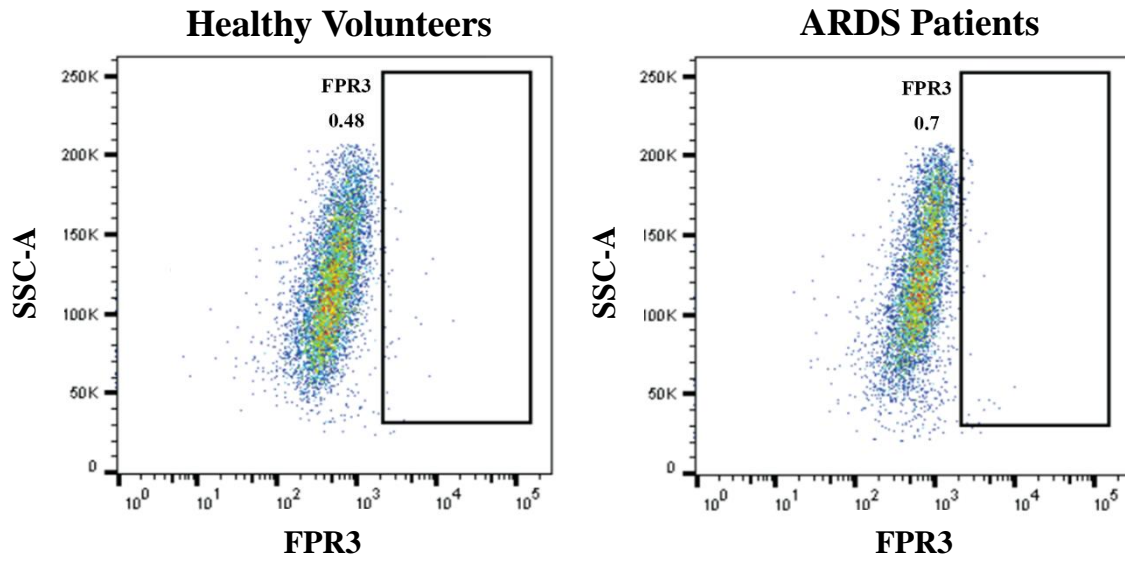 Healthy Volunteers
250K
200K
150K
100K
50K
0
FPR3
0.48
SSC-A
10^0 10^1 10^2 10^3 10^4 10^5
FPR3
ARDS Patients
250K
200K
150K
100K
50K
0
FPR3
0.7
SSC-A
10^0 10^1 10^2 10^3 10^4 10^5
FPR3